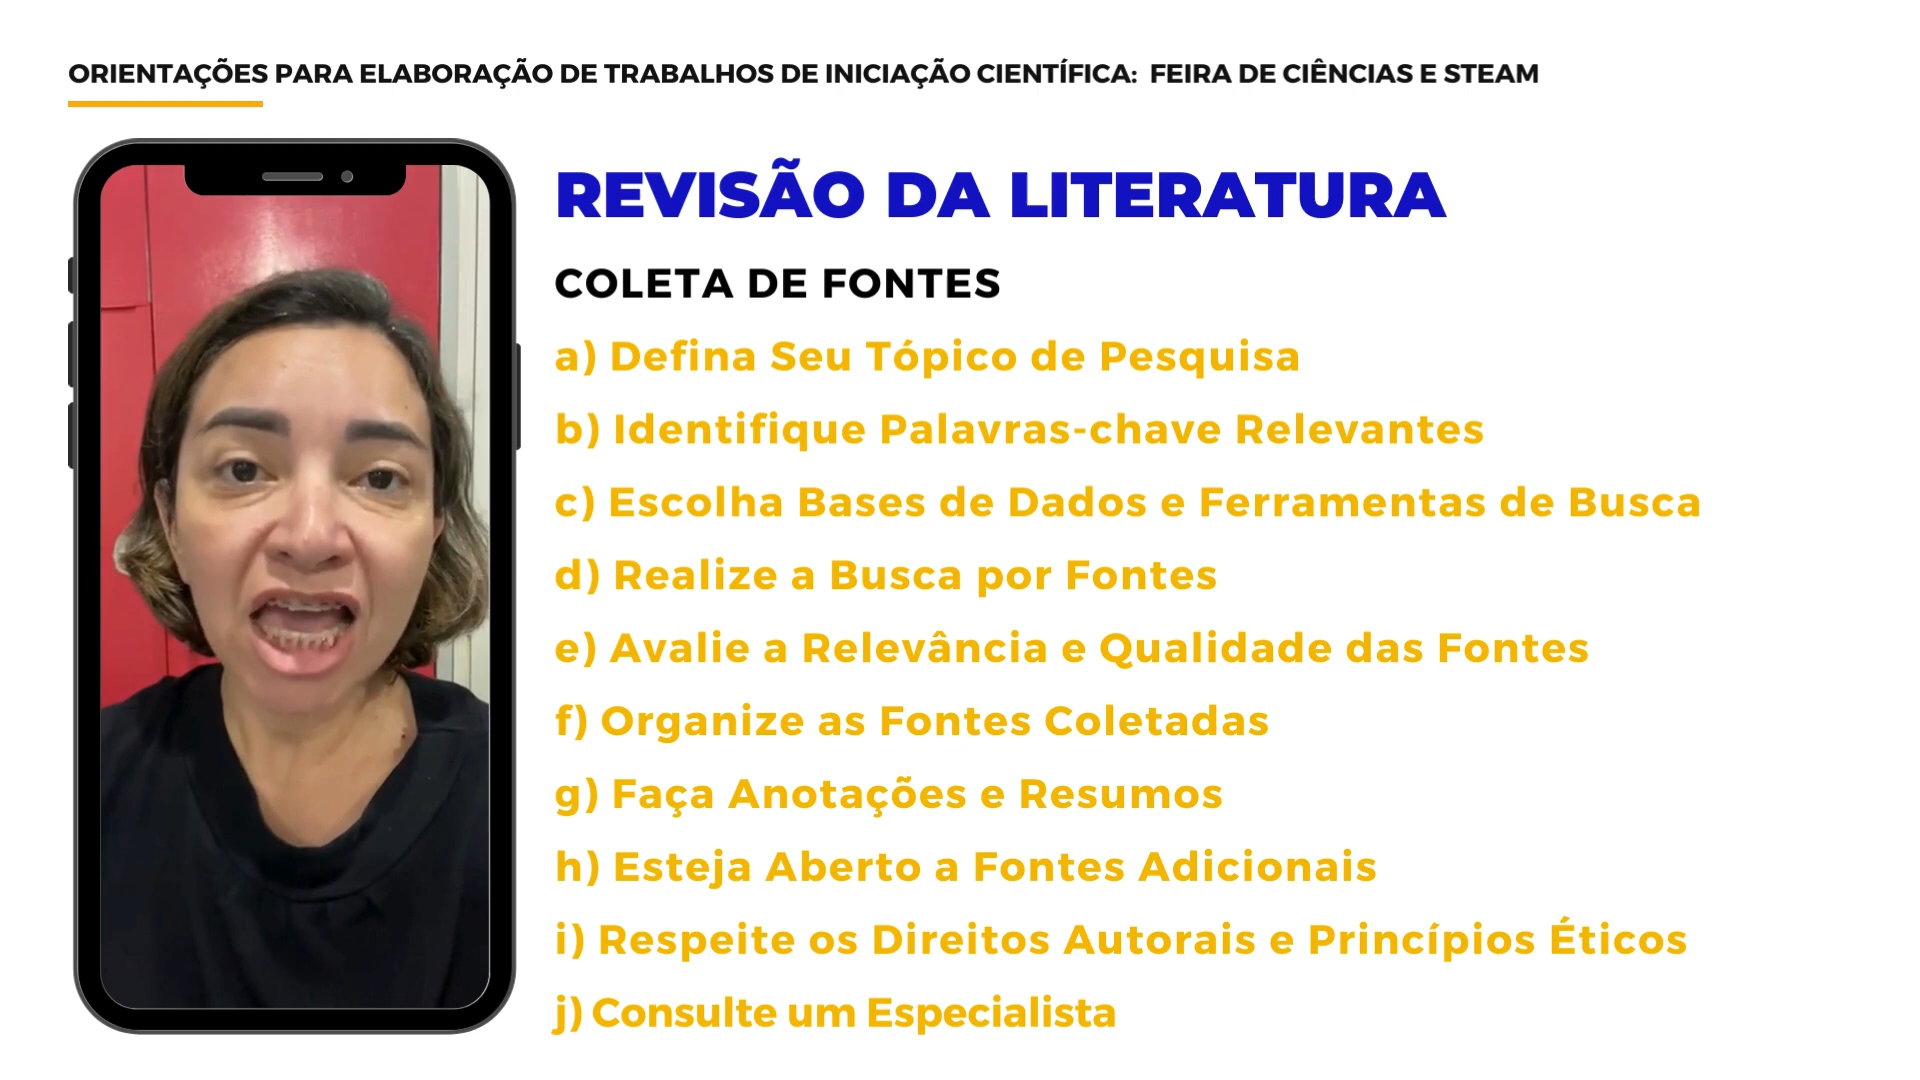 ORIENTAÇÕES PARA ELABORAÇÃO DE TRABALHOS DE INICIAÇÃO CIENTÍFICA: FEIRA DE CIÊNCIAS E STEAM
REVISÃO DA LITERATURA
COLETA DE FONTES
a) Defina Seu Tópico de Pesquisa
b) Identifique Palavras-chave Relevantes
c) Escolha Bases de Dados e Ferramentas de Busca
d) Realize a Busca por Fontes
e) Avalie a Relevância e Qualidade das Fontes
f) Organize as Fontes Coletadas
g) Faça Anotações e Resumos
h) Esteja Aberto a Fontes Adicionais
i) Respeite os Direitos Autorais e Princípios Éticos
j) Consulte um Especialista